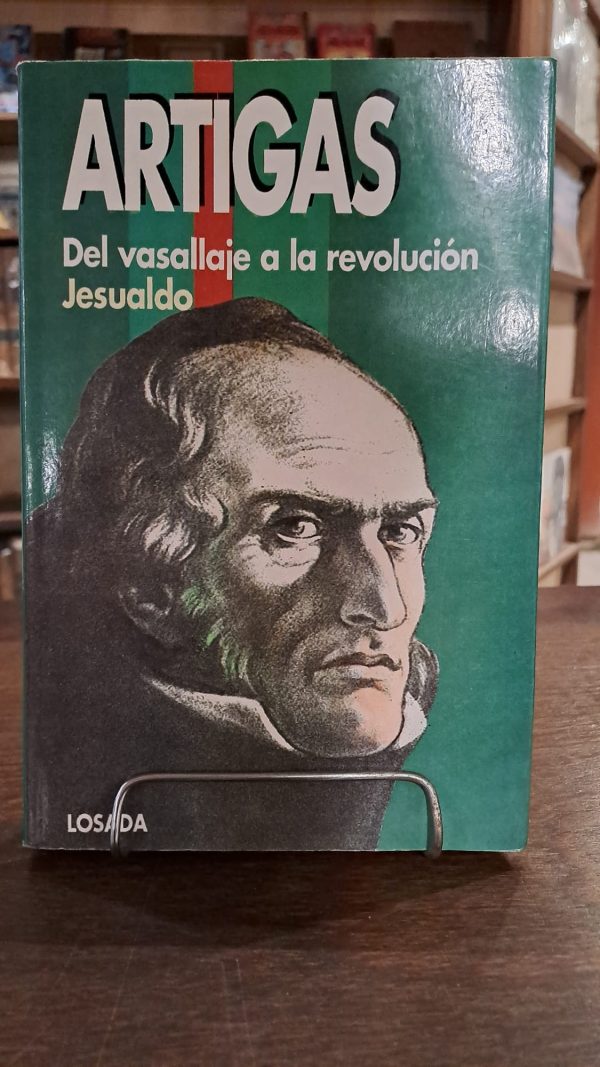 ARTIGAS
Del vasallaje a la revolución
Jesualdo
LOSADA